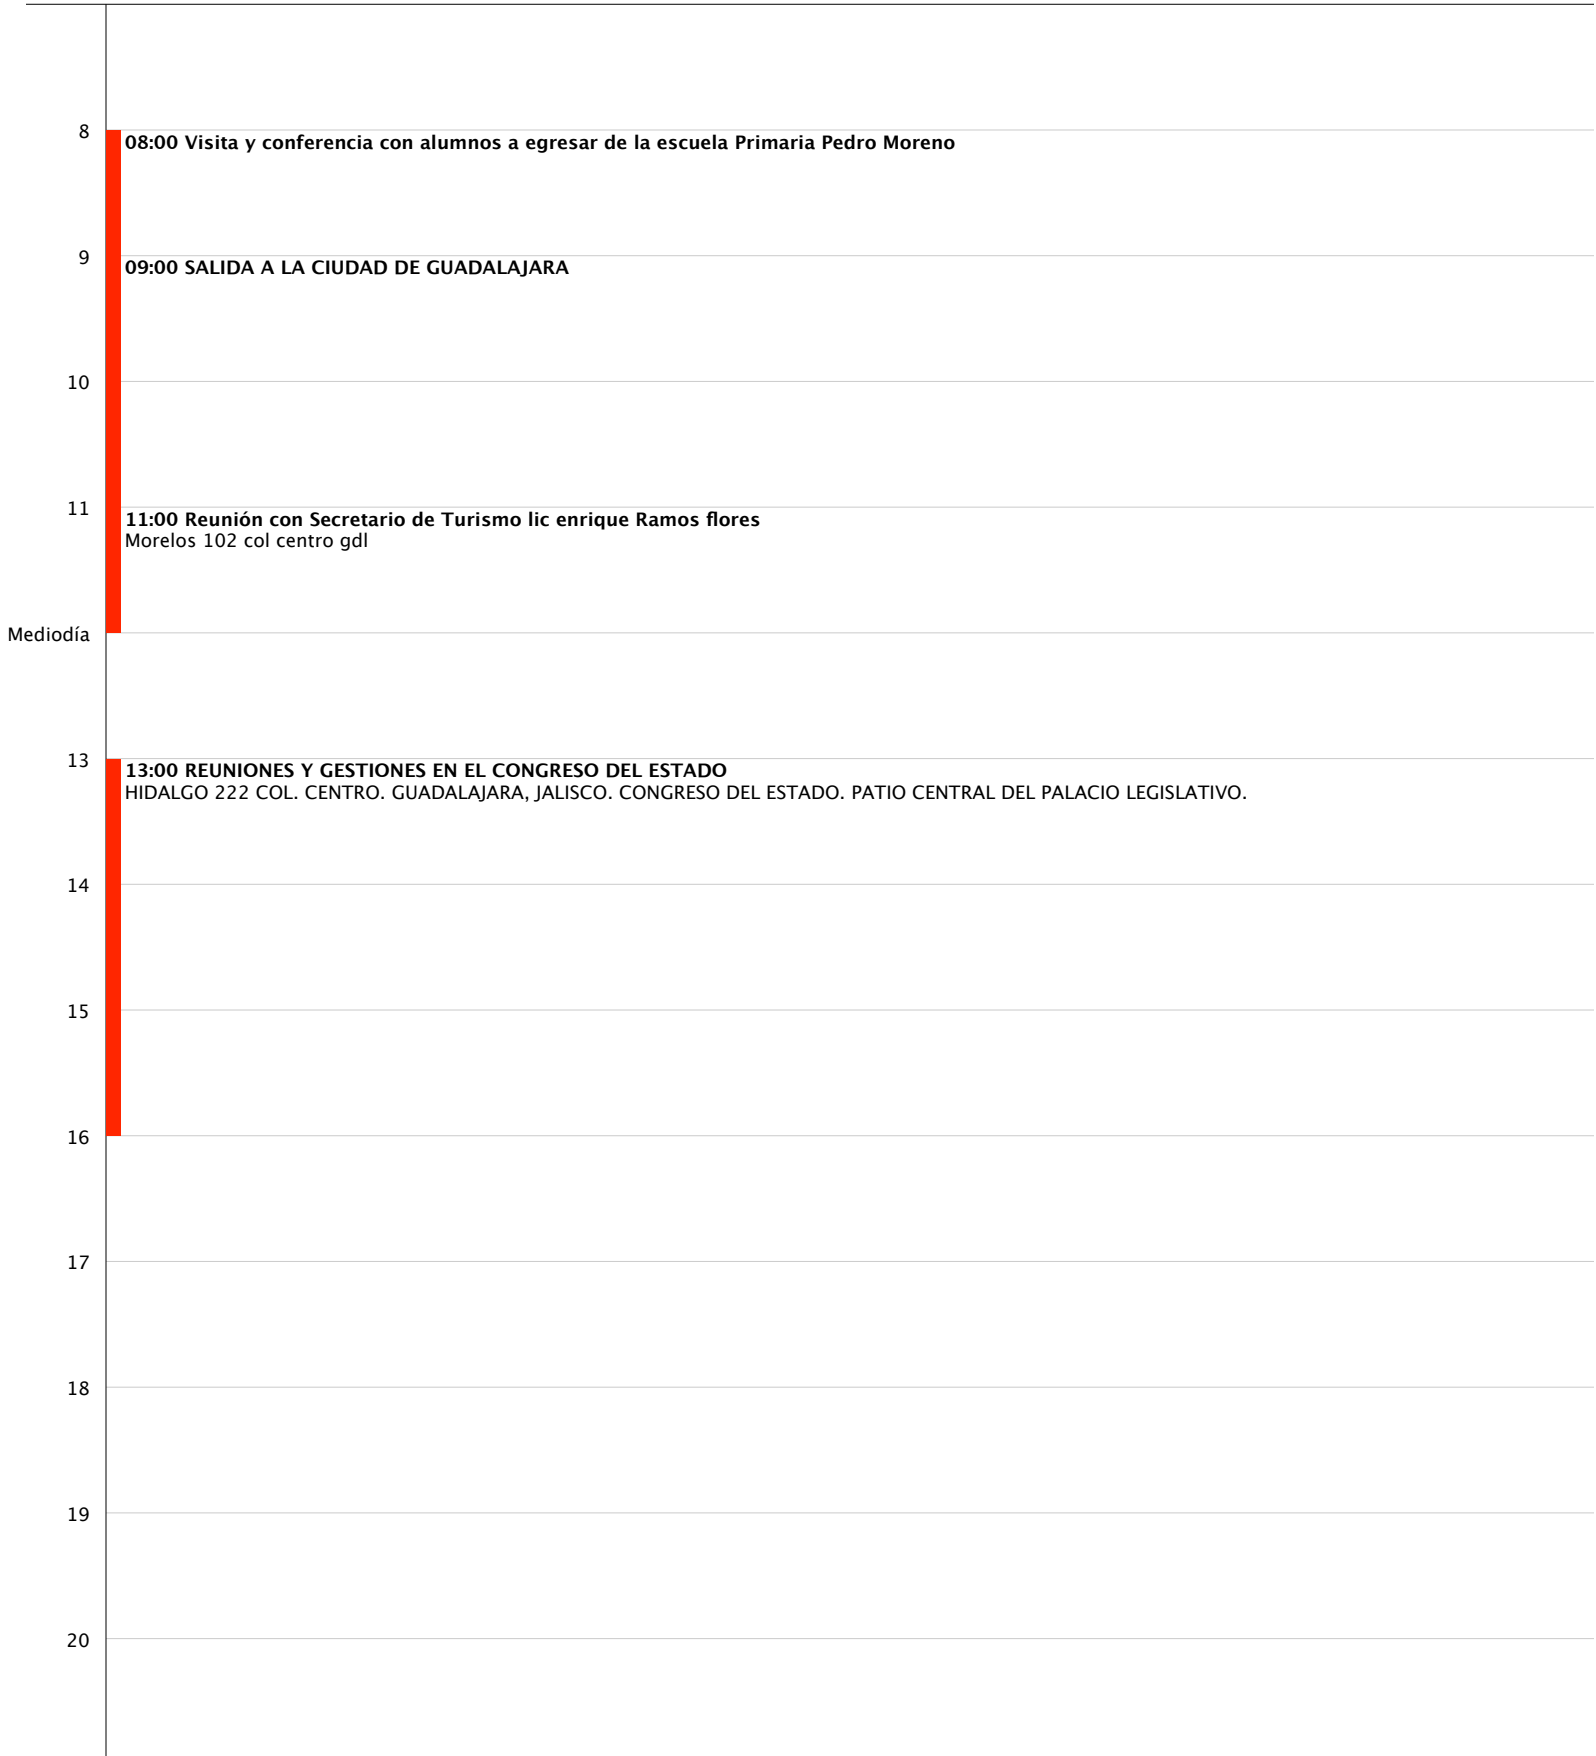 8
08:00 Visita y conferencia con alumnos a egresar de la escuela Primaria Pedro Moreno
9
09:00 SALIDA A LA CIUDAD DE GUADALAJARA
10
11
11:00 Reunión con Secretario de Turismo lic enrique Ramos flores
Morelos 102 col centro gdl
Mediodía
13
13:00 REUNIONES Y GESTIONES EN EL CONGRESO DEL ESTADO
HIDALGO 222 COL. CENTRO. GUADALAJARA, JALISCO. CONGRESO DEL ESTADO. PATIO CENTRAL DEL PALACIO LEGISLATIVO.
14
15
16
17
18
19
20